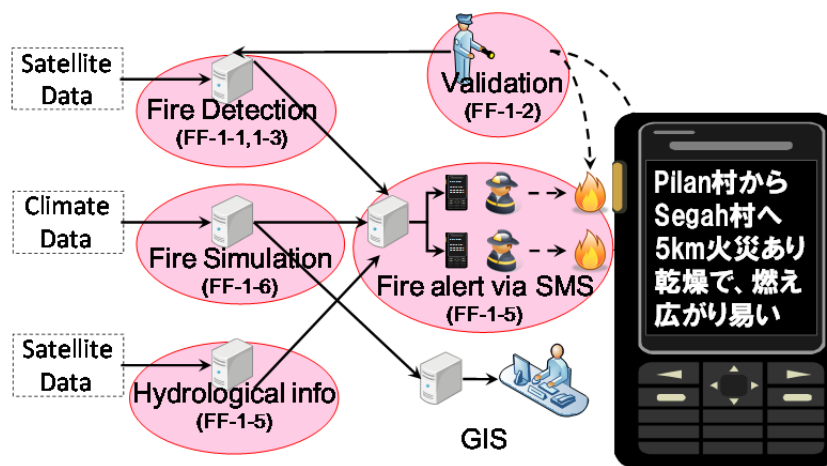 Satellite
Data
Fire Detection
(FF-1-1,1-3)
Validation
(FF-1-2)
Climate
Data
Fire Simulation
(FF-1-6)
Fire alert via SMS
(FF-1-5)
Satellite
Data
Hydrological info
(FF-1-5)
GIS
Pilan村から
Segah村へ
5km火災あり
乾燥で、燃え
広がり易い